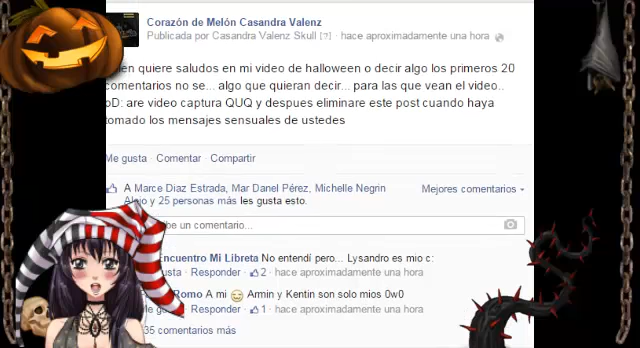 Corazón de Melón Casandra Valenz
Publicada por Casandra Valenz Skull [?] · hace aproximadamente una hora
quiere saludos en mi video de halloween o decir algo los primeros 20
comentarios no se... algo que quieran decir... para las que vean el video..
D: are video captura QUQ y despues eliminare este post cuando haya
tomado los mensajes sensuales de ustedes
Me gusta · Comentar · Compartir
A Marce Diaz Estrada, Mar Danel Pérez, Michelle Negrin
y 25 personas más les gusta esto.
Mejores comentarios
un comentario...
Encuentro Mi Libreta No entendí pero... Lysandro es mio c:
Responder · 2 · hace aproximadamente una hora
Romo A mi Armin y Kentin son solo mios 0w0
Responder · 1 · hace aproximadamente una hora
35 comentarios más